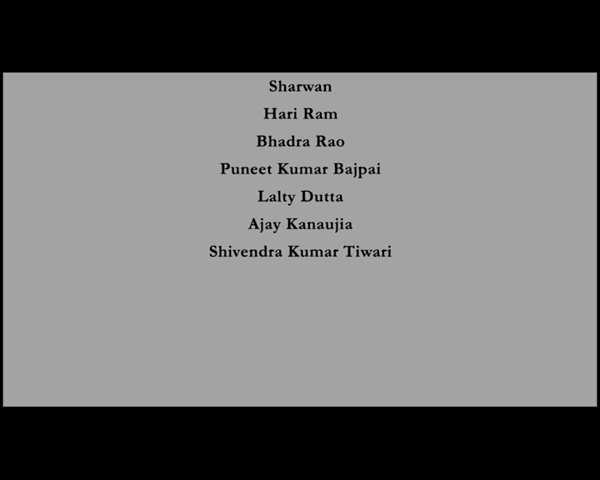 Sharwan
Hari Ram
Bhadra Rao
Puneet Kumar Bajpai
Lalty Dutta
Ajay Kanaujia
Shivendra Kumar Tiwari